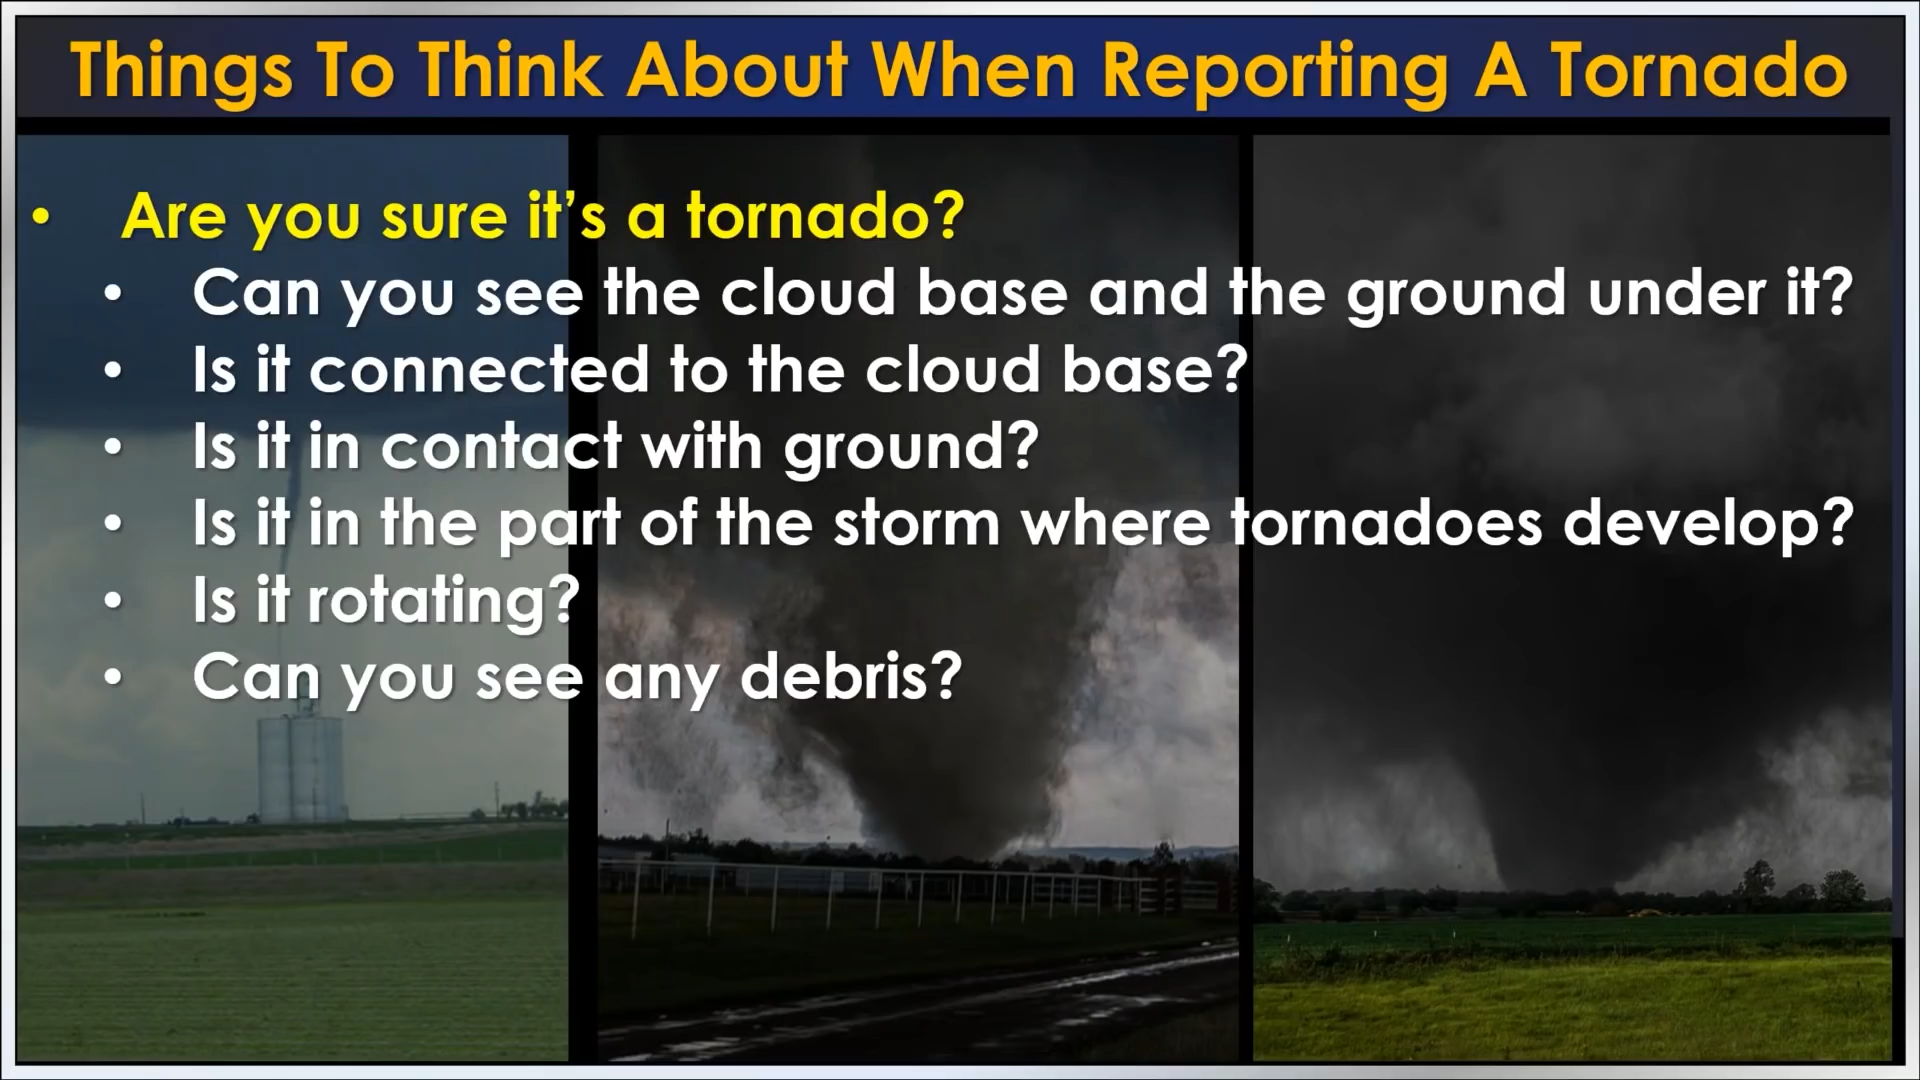 Things To Think About When Reporting A Tornado
• Are you sure it’s a tornado?
• Can you see the cloud base and the ground under it?
• Is it connected to the cloud base?
• Is it in contact with ground?
• Is it in the part of the storm where tornadoes develop?
• Is it rotating?
• Can you see any debris?